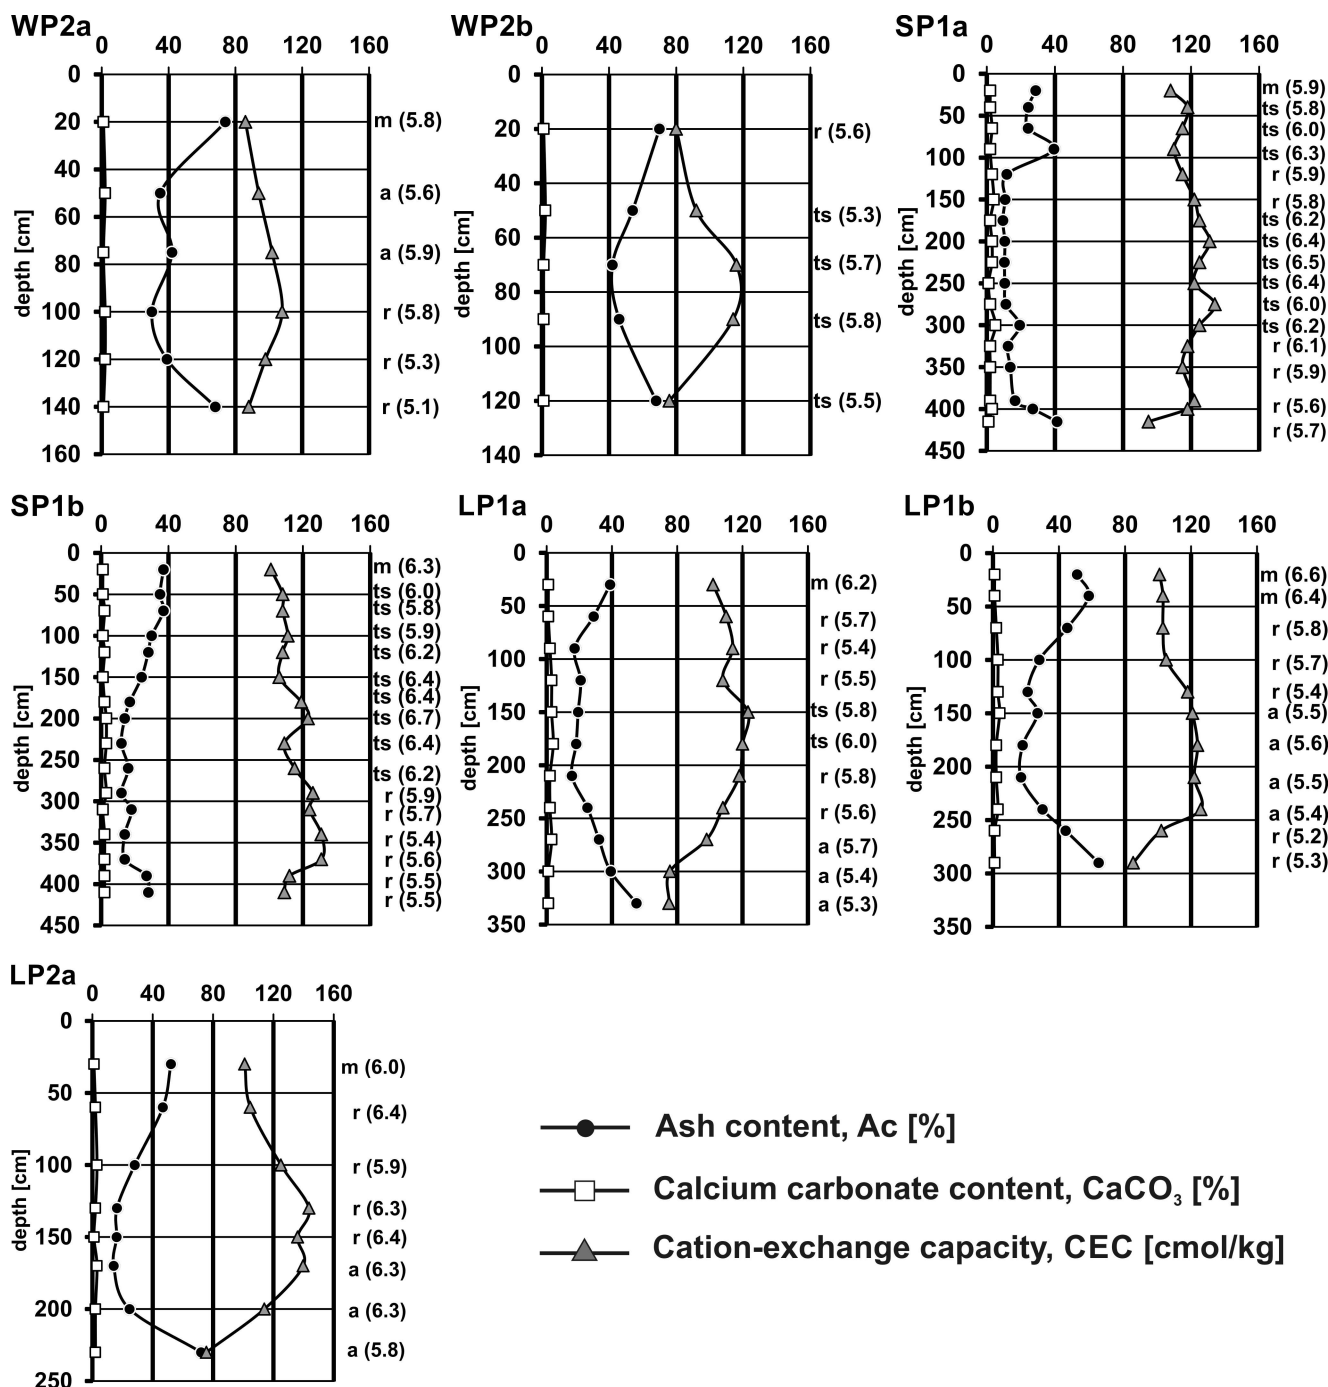 WP2a
0 40 80 120 160
depth [cm]
0
20
40
60
80
100
120
140
160
m (5.8)
a (5.6)
a (5.9)
r (5.8)
r (5.3)
r (5.1)
WP2b
0 40 80 120 160
depth [cm]
0
20
40
60
80
100
120
140
r (5.6)
ts (5.3)
ts (5.7)
ts (5.8)
ts (5.5)
SP1a
0 40 80 120 160
depth [cm]
0
50
100
150
200
250
300
350
400
450
m (5.9)
ts (5.8)
ts (6.0)
ts (6.3)
r (5.9)
r (5.8)
ts (6.2)
ts (6.4)
ts (6.5)
ts (6.4)
ts (6.0)
ts (6.2)
r (6.1)
r (5.9)
r (5.6)
r (5.7)
SP1b
0 40 80 120 160
depth [cm]
0
50
100
150
200
250
300
350
400
450
m (6.3)
ts (6.0)
ts (5.8)
ts (5.9)
ts (6.2)
ts (6.4)
ts (6.4)
ts (6.7)
ts (6.4)
ts (6.2)
r (5.9)
r (5.7)
r (5.4)
r (5.6)
r (5.5)
r (5.5)
LP1a
0 40 80 120 160
depth [cm]
0
50
100
150
200
250
300
350
m (6.2)
r (5.7)
r (5.4)
r (5.5)
ts (5.8)
ts (6.0)
r (5.8)
r (5.6)
a (5.7)
a (5.4)
a (5.3)
LP1b
0 40 80 120 160
depth [cm]
0
50
100
150
200
250
300
350
m (6.6)
m (6.4)
r (5.8)
r (5.7)
r (5.4)
a (5.5)
a (5.6)
a (5.5)
a (5.4)
r (5.2)
r (5.3)
LP2a
0 40 80 120 160
depth [cm]
0
50
100
150
200
250
m (6.0)
r (6.4)
r (5.9)
r (6.3)
r (6.4)
a (6.3)
a (6.3)
a (5.8)
Ash content, Ac [%]
Calcium carbonate content, CaCO₃ [%]
Cation-exchange capacity, CEC [cmol/kg]